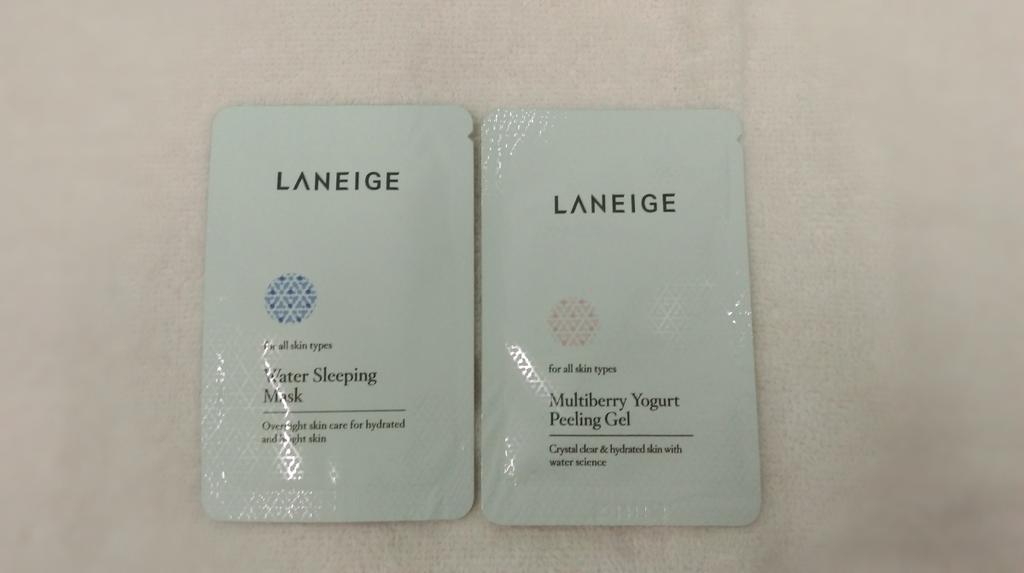 LANEIGE
for all skin types
Water Sleeping
Mask
Overnight skin care for hydrated
and bright skin
LANEIGE
for all skin types
Multiberry Yogurt
Peeling Gel
Crystal clear & hydrated skin with
water science